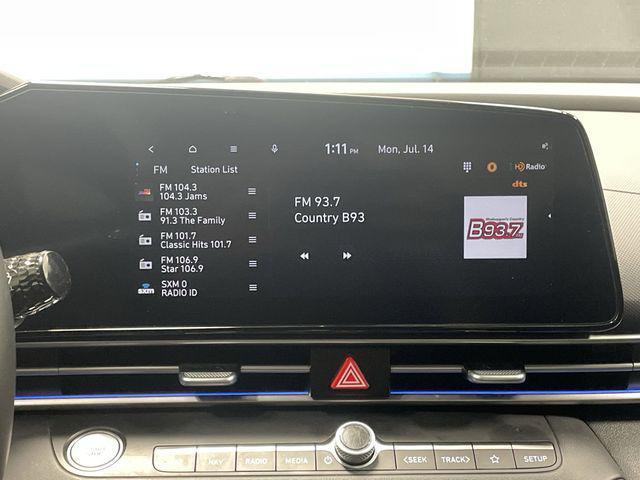 1:11 PM Mon, Jul. 14
FM Station List
HD Radio
dts
FM 104.3
104.3 Jams
FM 103.3
91.3 The Family
FM 101.7
Classic Hits 101.7
FM 106.9
Star 106.9
sxm SXM 0
RADIO ID
FM 93.7
Country B93
B93.7
NAV RADIO MEDIA <SEEK TRACK> SETUP